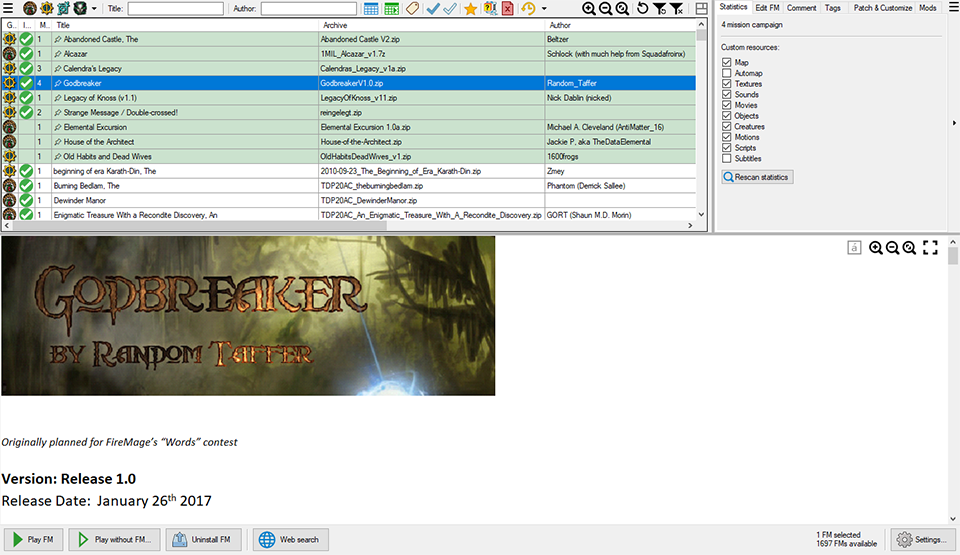 Title: Author:
G... I... M... Title Archive Author
1 Abandoned Castle, The Abandoned Castle V2.zip Beltzer
1 Alcazar 1MIL_Alcazar_v1.7z Schlock (with much help from Squadafroinx)
3 Calendra's Legacy Calendras_Legacy_v1a.zip
4 Godbreaker GodbreakerV1.0.zip Random_Taffer
1 Legacy of Knoss (v1.1) LegacyOfKnoss_v11.zip Nick Dablin (nicked)
2 Strange Message / Double-crossed! reingelegt.zip
1 Elemental Excursion Elemental Excursion 1.0a.zip Michael A. Cleveland (AntiMatter_16)
1 House of the Architect House-of-the-Architect.zip Jackie P, aka TheDataElemental
1 Old Habits and Dead Wives OldHabitsDeadWives_v1.zip 1600frogs
1 beginning of era Karath-Din, The 2010-09-23_The_Beginning_of_Era_Karath-Din.zip Zmey
1 Burning Bedlam, The TDP20AC_theburningbedlam.zip Phantom (Derrick Sallee)
1 Dewinder Manor TDP20AC_DewinderManor.zip
1 Enigmatic Treasure With a Recondite Discovery, An TDP20AC_An_Enigmatic_Treasure_With_A_Recondite_Discovery.zip GORT (Shaun M.D. Morin)
Statistics Edit FM Comment Tags Patch & Customize Mods
4 mission campaign
Custom resources:
Map
Automap
Textures
Sounds
Movies
Objects
Creatures
Motions
Scripts
Subtitles
Rescan statistics
á
GODBREAKER
BY RANDOM TAFFER
Originally planned for FireMage's “Words” contest
Version: Release 1.0
Release Date: January 26th 2017
Play FM Play without FM... Uninstall FM Web search
1 FM selected
1697 FMs available
Settings...